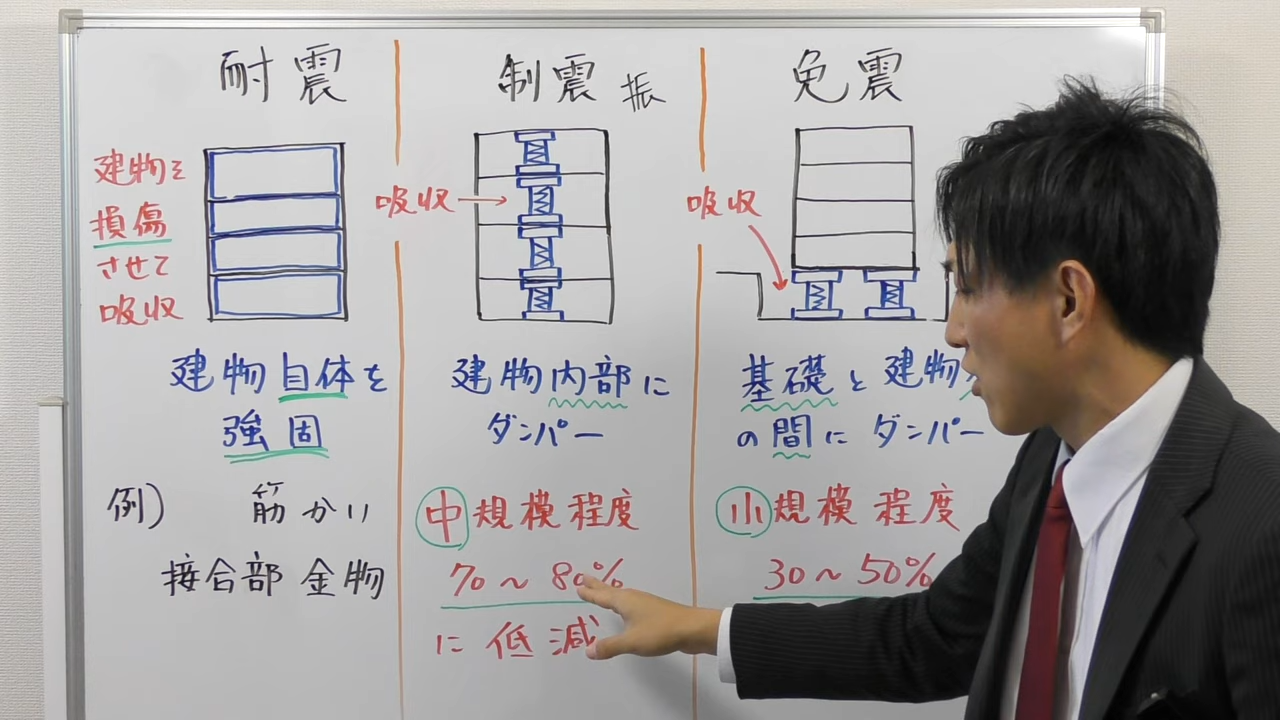 耐震
建物を
損傷
させて
吸収
建物自体を
強固
例) 筋かい
接合部金物
制震 振
吸収
建物内部に
ダンパー
中規模程度
70~80%
に低減
免震
吸収
基礎と建物
の間にダンパー
小規模程度
30~50%